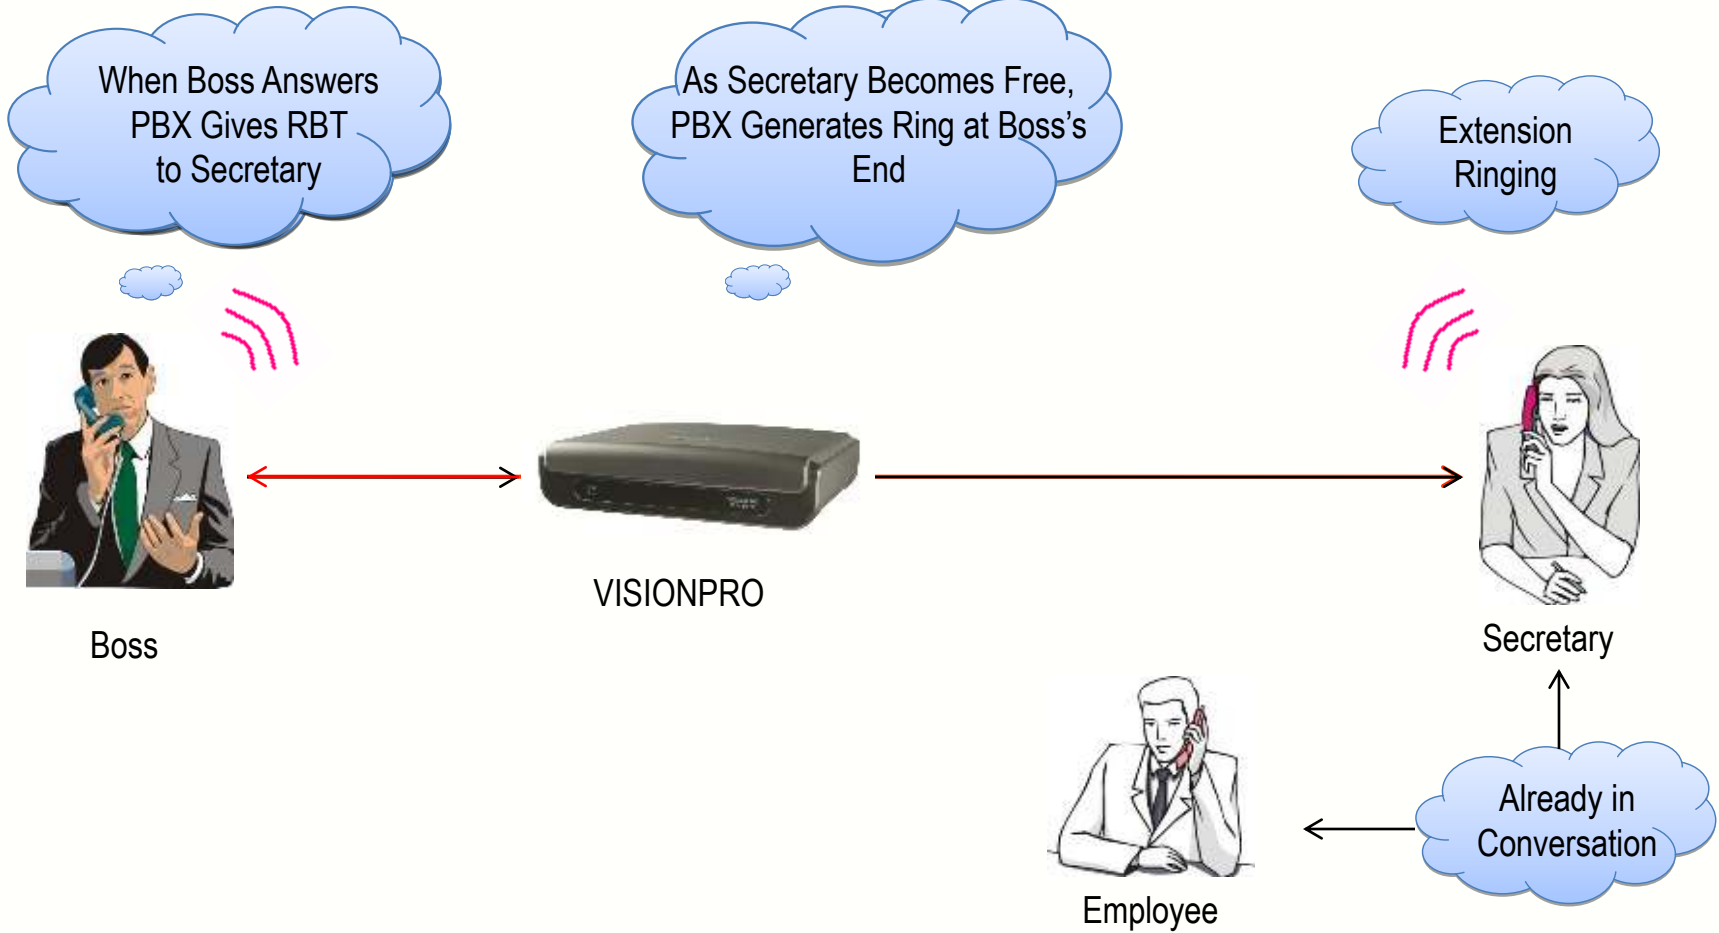 When Boss Answers
PBX Gives RBT
to Secretary
As Secretary Becomes Free,
PBX Generates Ring at Boss's
End
Extension
Ringing
VISIONPRO
Boss
Secretary
Already in
Conversation
Employee